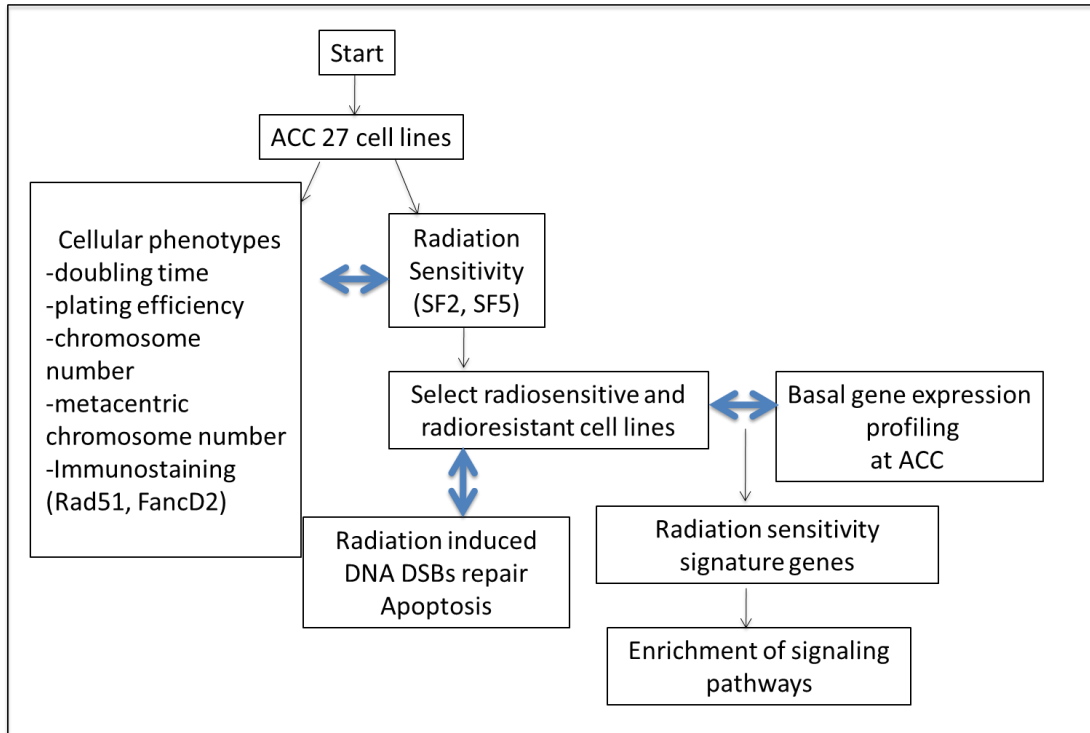 Start
ACC 27 cell lines
Cellular phenotypes
-doubling time
-plating efficiency
-chromosome
number
-metacentric
chromosome number
-Immunostaining
(Rad51, FancD2)
Radiation
Sensitivity
(SF2, SF5)
Select radiosensitive and
radioresistant cell lines
Basal gene expression
profiling
at ACC
Radiation induced
DNA DSBs repair
Apoptosis
Radiation sensitivity
signature genes
Enrichment of signaling
pathways